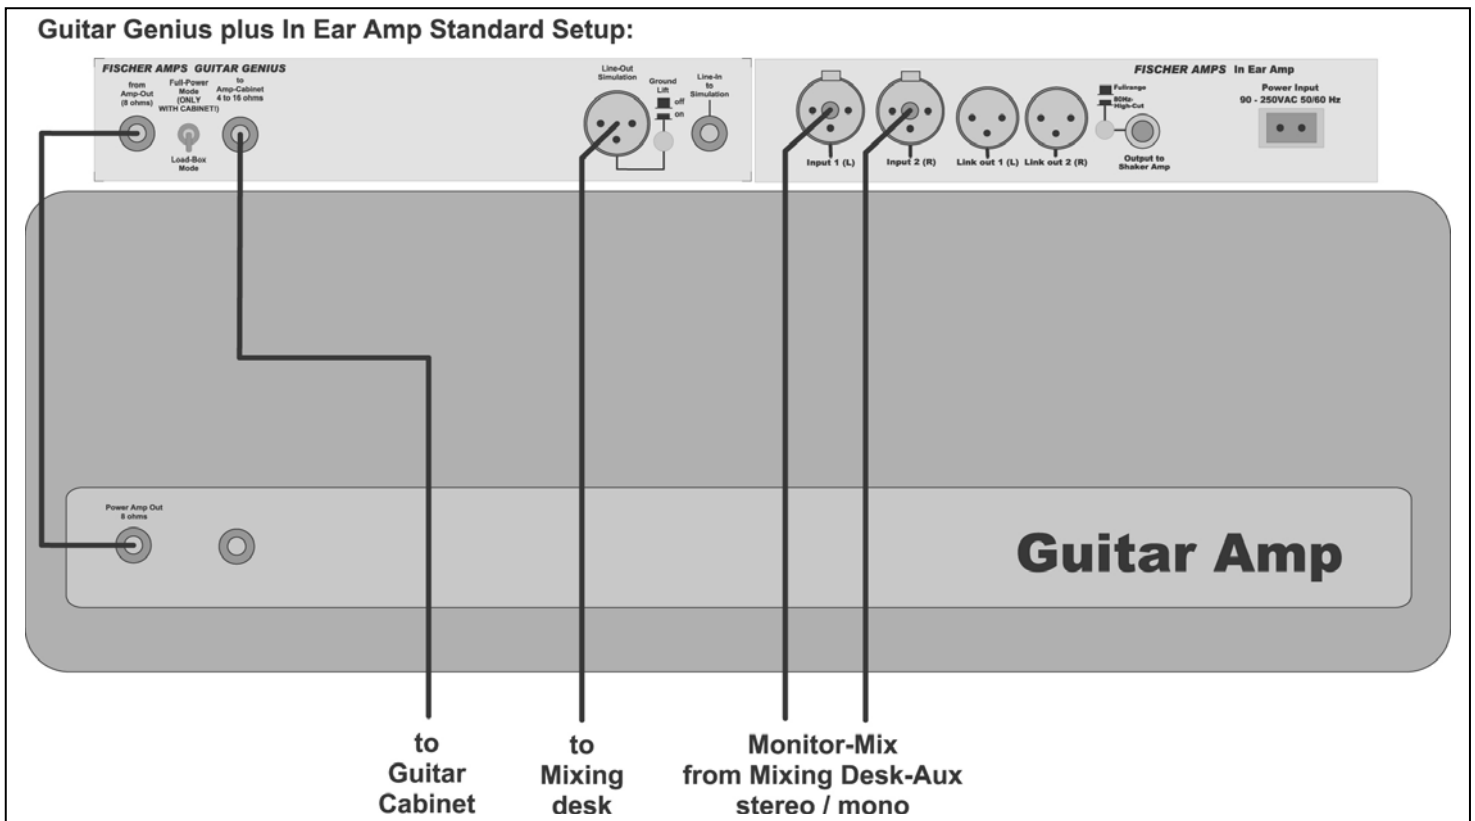 Guitar Genius plus In Ear Amp Standard Setup:
FISCHER AMPS GUITAR GENIUS
from
Amp-Out
(8 ohms)
Full-Power
Mode
(ONLY
WITH CABINET!)
Load-Box
Mode
to
Amp-Cabinet
4 to 16 ohms
Line-Out
Simulation
Ground
Lift
off
on
Line-In
to
Simulation
FISCHER AMPS In Ear Amp
Input 1 (L)
Input 2 (R)
Link out 1 (L)
Link out 2 (R)
Fullrange
80Hz-
High-Cut
Output to
Shaker Amp
Power Input
90 - 250VAC 50/60 Hz
Power Amp Out
8 ohms
Guitar Amp
to
Guitar
Cabinet
to
Mixing
desk
Monitor-Mix
from Mixing Desk-Aux
stereo / mono